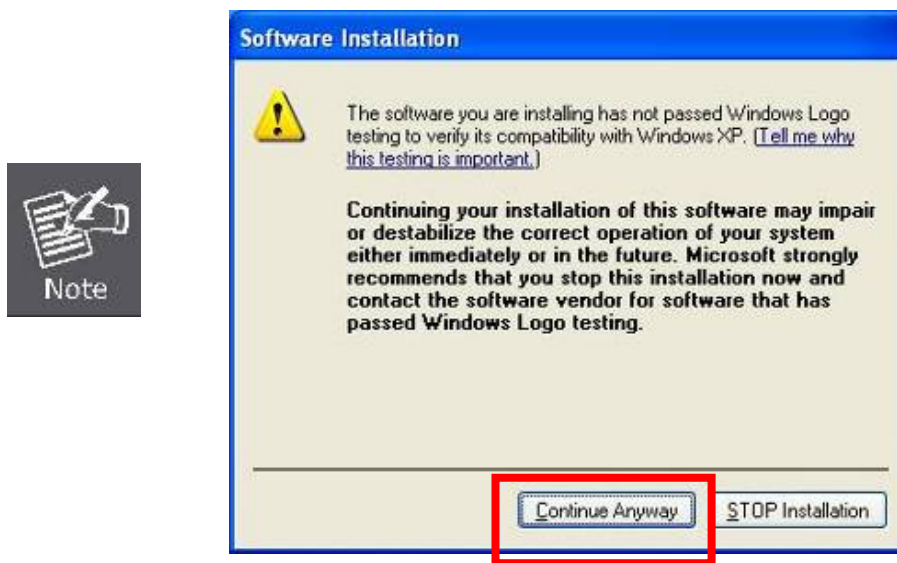 Software Installation
The software you are installing has not passed Windows Logo
testing to verify its compatibility with Windows XP. (Tell me why
this testing is important.)
Continuing your installation of this software may impair
or destabilize the correct operation of your system
either immediately or in the future. Microsoft strongly
recommends that you stop this installation now and
contact the software vendor for software that has
passed Windows Logo testing.
Note
Continue Anyway
STOP Installation